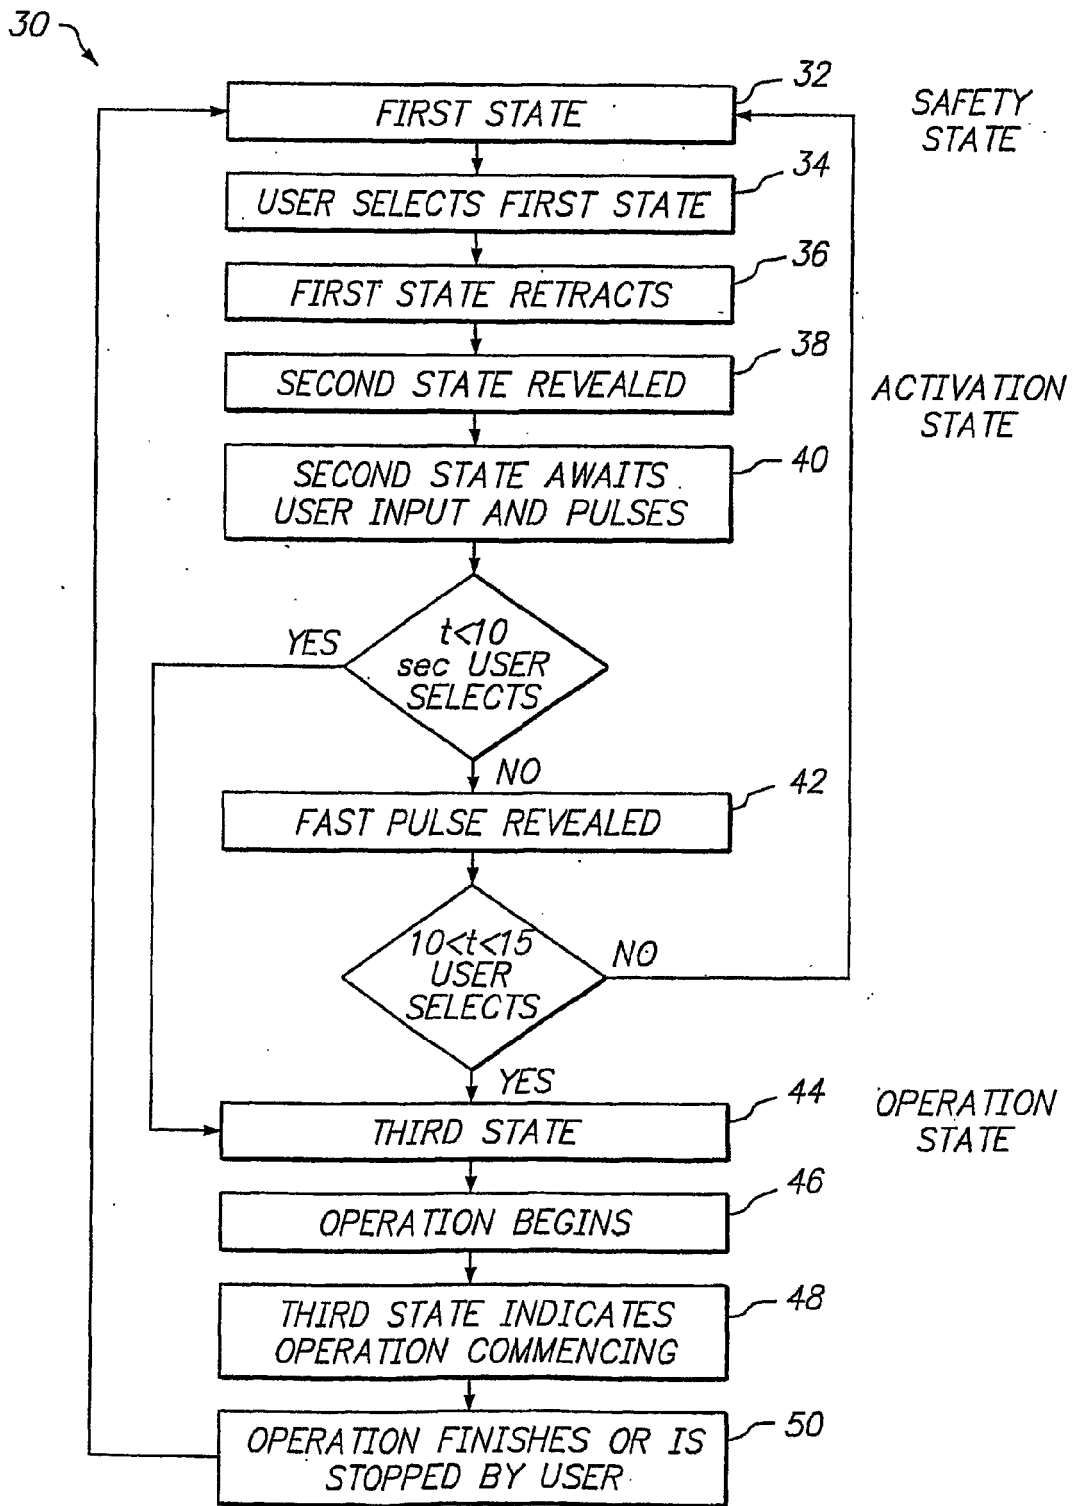 30
32
FIRST STATE
SAFETY
STATE
34
USER SELECTS FIRST STATE
36
FIRST STATE RETRACTS
38
SECOND STATE REVEALED
ACTIVATION
STATE
40
SECOND STATE AWAITS
USER INPUT AND PULSES
YES
t<10
sec USER
SELECTS
NO
42
FAST PULSE REVEALED
10<t<15
USER
SELECTS
NO
YES
44
THIRD STATE
OPERATION
STATE
46
OPERATION BEGINS
48
THIRD STATE INDICATES
OPERATION COMMENCING
50
OPERATION FINISHES OR IS
STOPPED BY USER